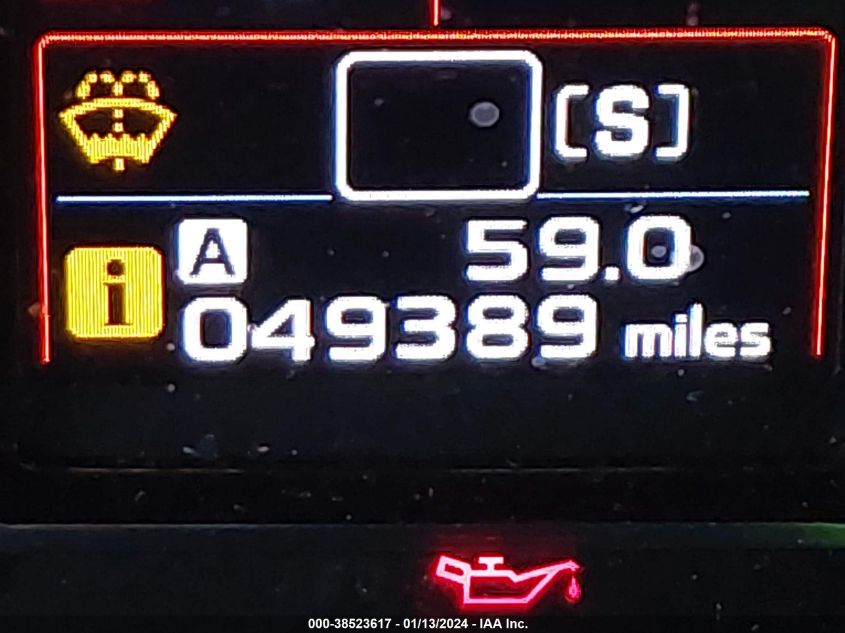 [S]
A 59.0
i 049389 miles
000-38523617 - 01/13/2024 - IAA Inc.